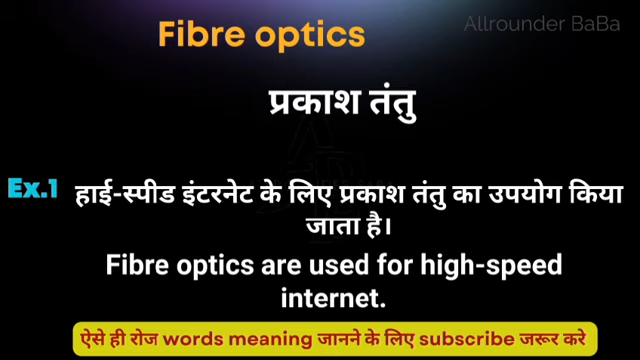 Allrounder BaBa
Fibre optics
प्रकाश तंतु
Ex.1
हाई-स्पीड इंटरनेट के लिए प्रकाश तंतु का उपयोग किया
जाता है।
Fibre optics are used for high-speed
internet.
ऐसे ही रोज words meaning जानने के लिए subscribe जरूर करे